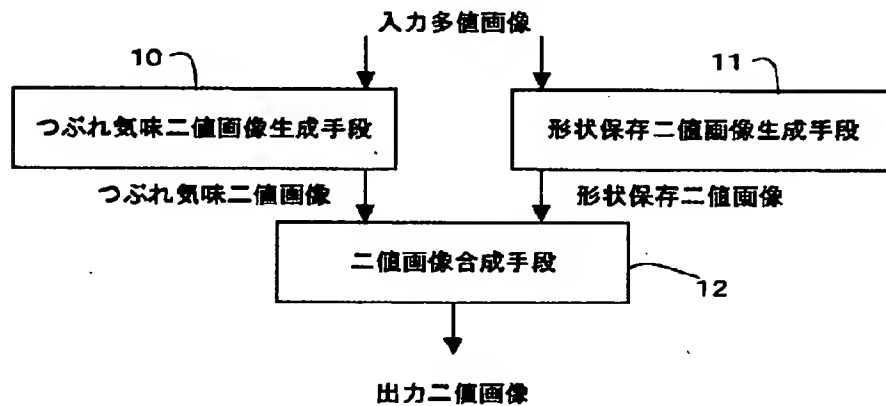 入力多値画像
10
11
つぶれ気味二値画像生成手段
形状保存二値画像生成手段
つぶれ気味二値画像
形状保存二値画像
二値画像合成手段
12
出力二値画像